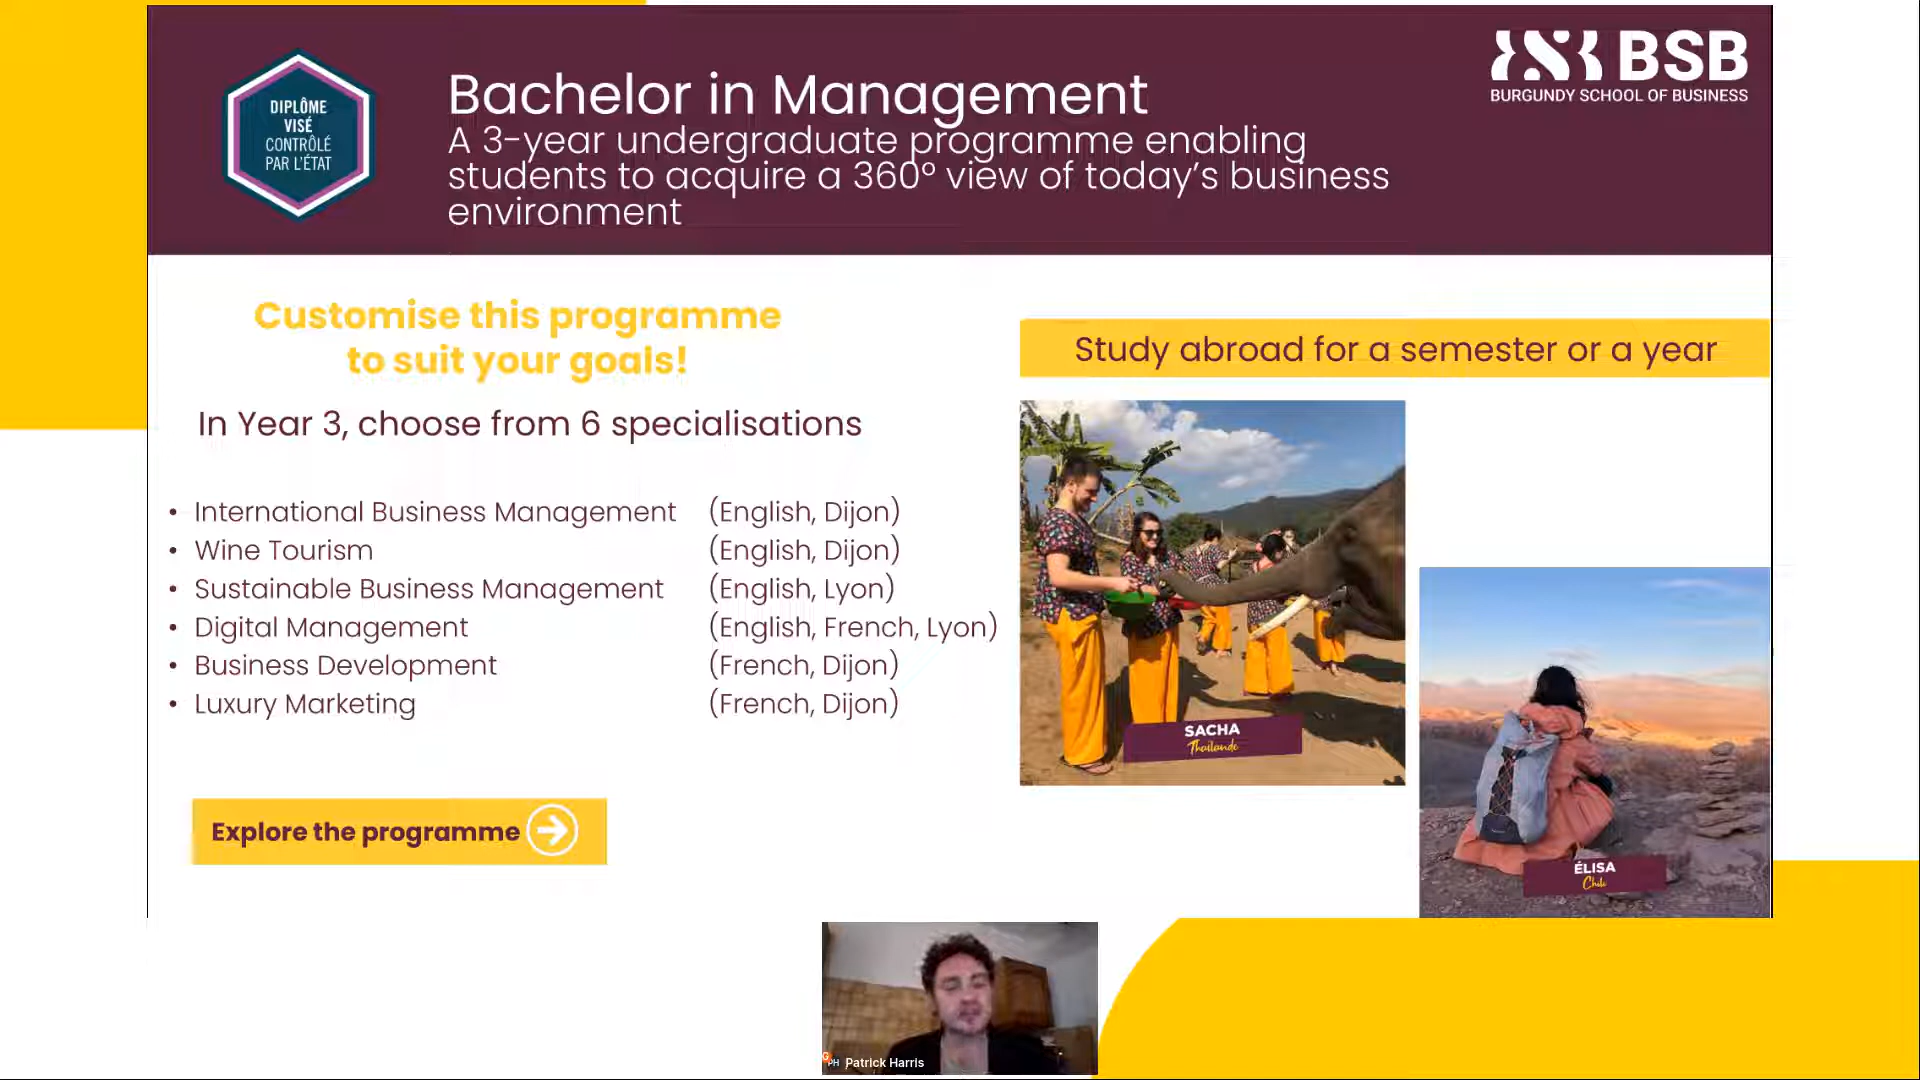 DIPLÔME
VISÉ
CONTRÔLÉ
PAR L'ÉTAT
Bachelor in Management
A 3-year undergraduate programme enabling
students to acquire a 360° view of today's business
environment
BSB
BURGUNDY SCHOOL OF BUSINESS
Customise this programme
to suit your goals!
In Year 3, choose from 6 specialisations
• International Business Management (English, Dijon)
• Wine Tourism (English, Dijon)
• Sustainable Business Management (English, Lyon)
• Digital Management (English, French, Lyon)
• Business Development (French, Dijon)
• Luxury Marketing (French, Dijon)
Explore the programme
Study abroad for a semester or a year
SACHA
Thaïlande
ÉLISA
Chili
PH Patrick Harris